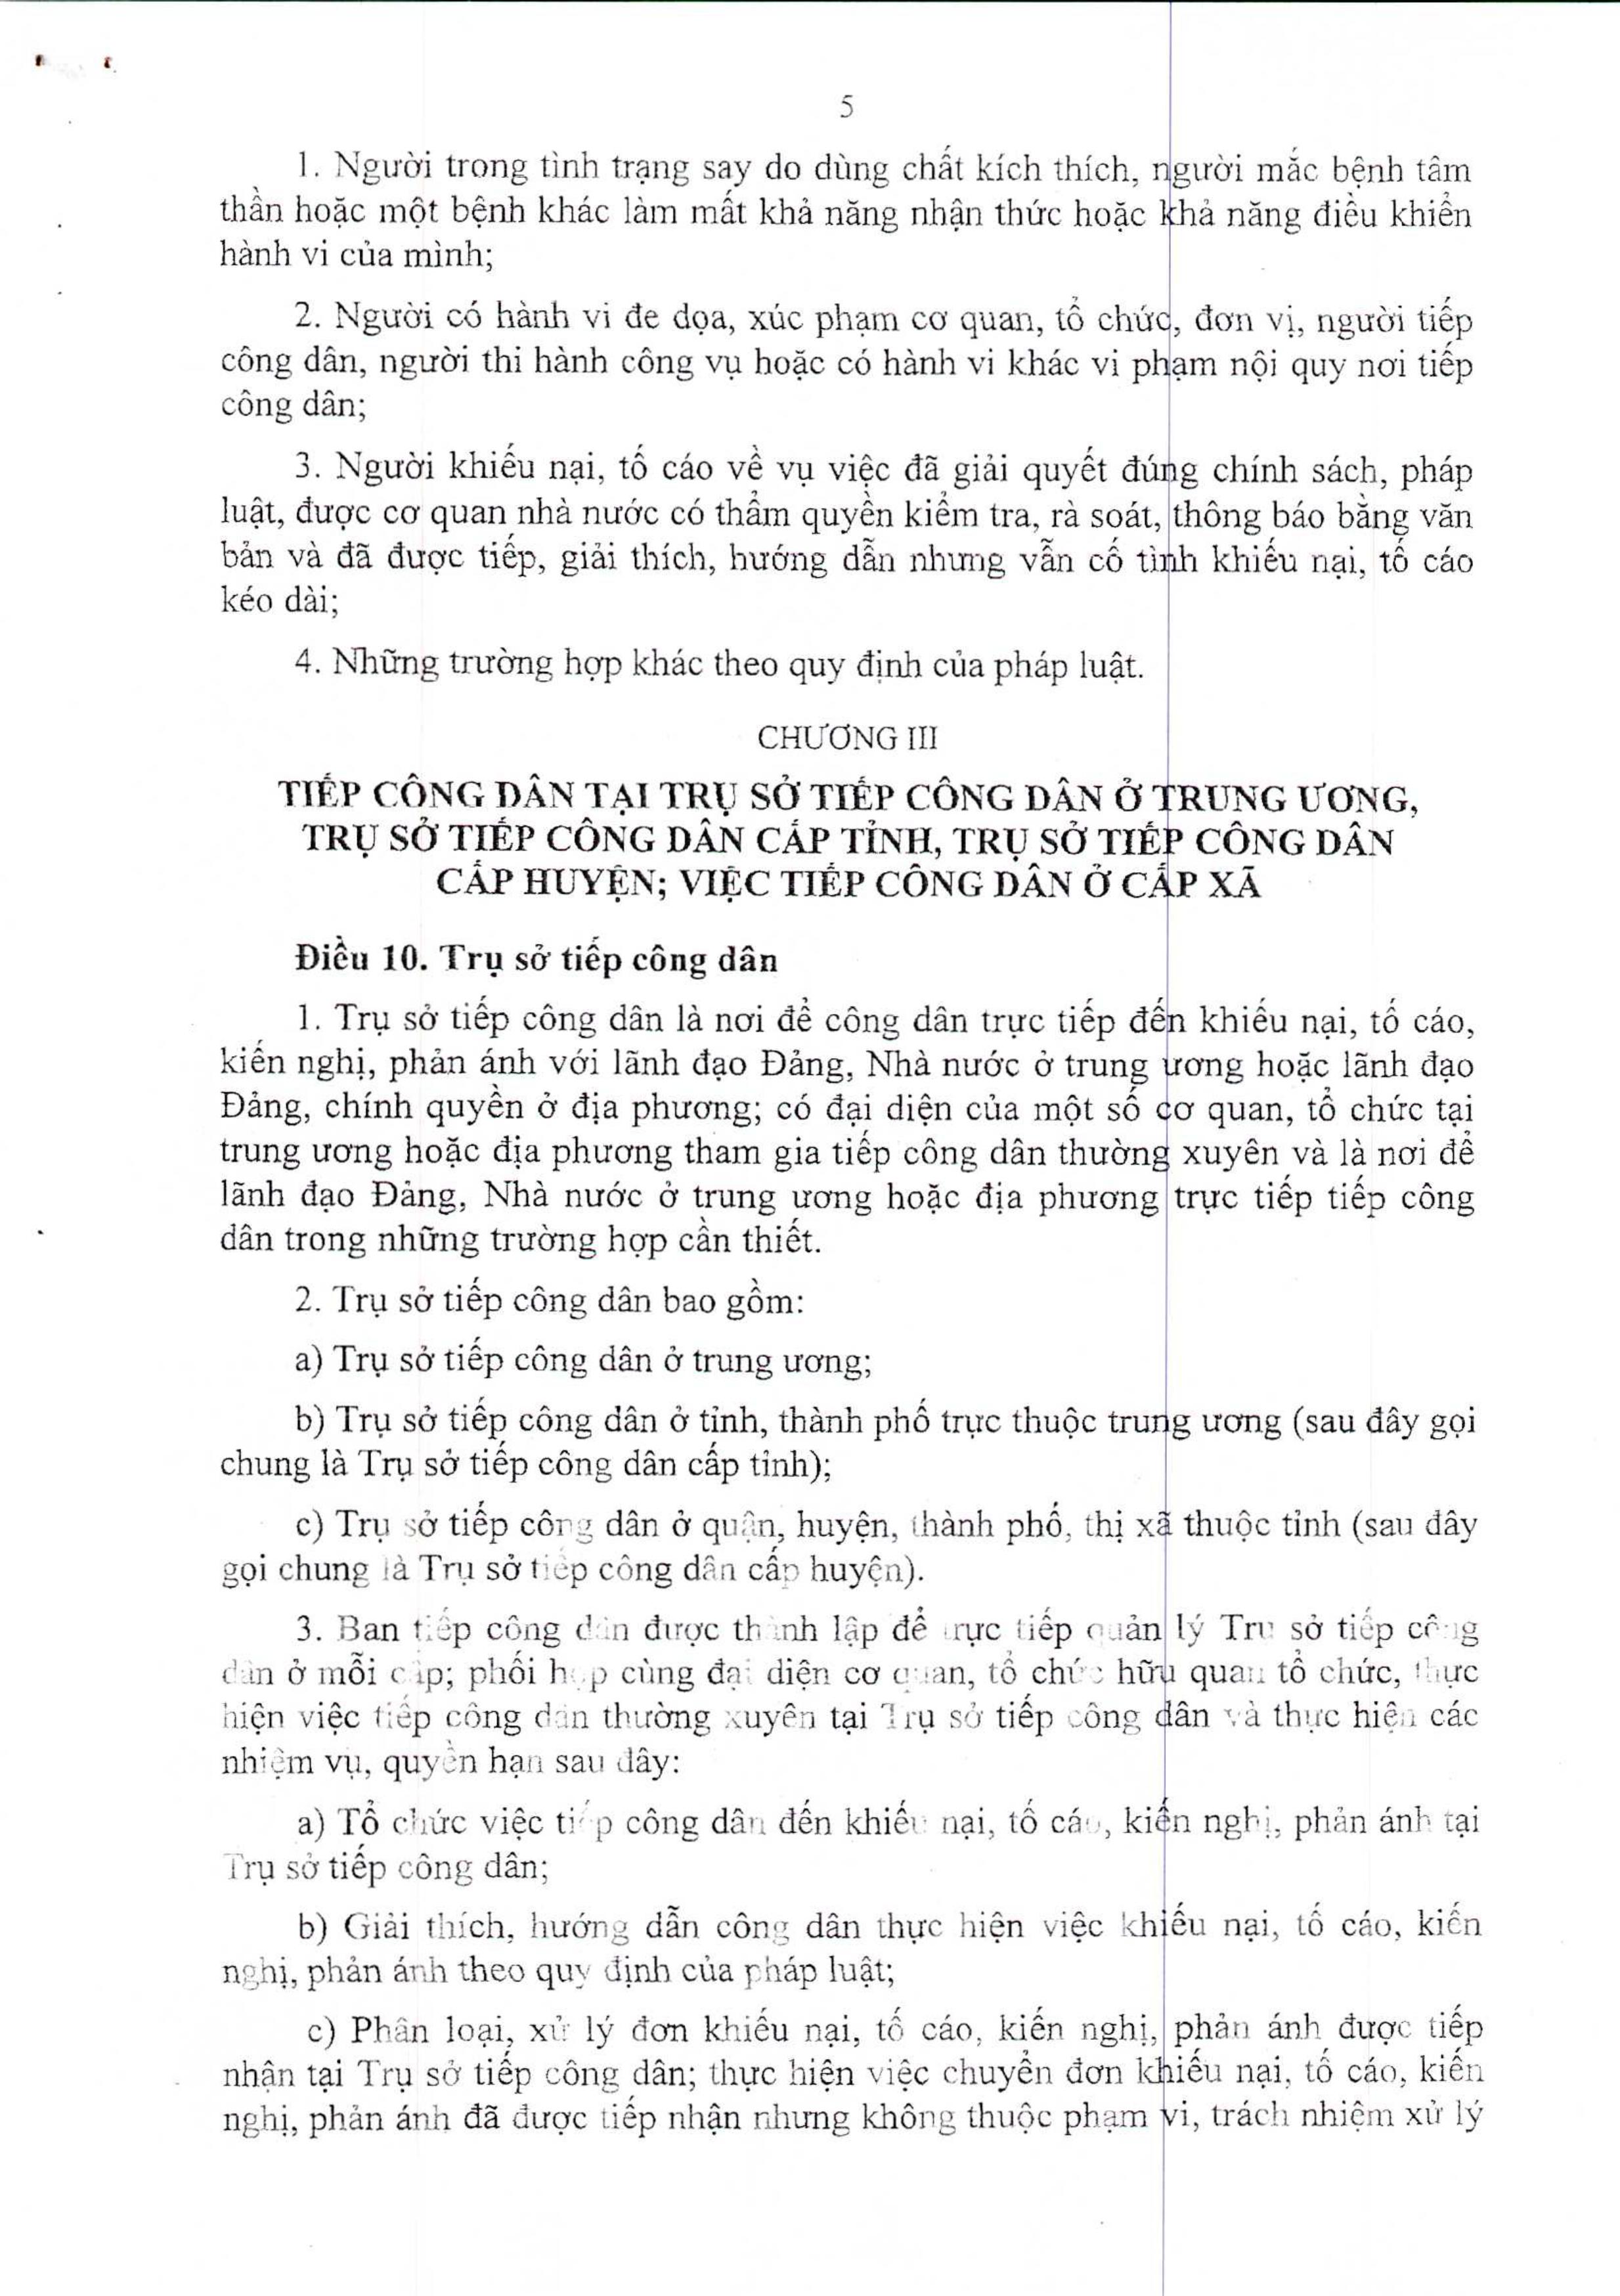 5
1. Người trong tình trạng say do dùng chất kích thích, người mắc bệnh tâm
thần hoặc một bệnh khác làm mất khả năng nhận thức hoặc khả năng điều khiển
hành vi của mình;
2. Người có hành vi đe dọa, xúc phạm cơ quan, tổ chức, đơn vị, người tiếp
công dân, người thi hành công vụ hoặc có hành vi khác vi phạm nội quy nơi tiếp
công dân;
3. Người khiếu nại, tố cáo về vụ việc đã giải quyết đúng chính sách, pháp
luật, được cơ quan nhà nước có thẩm quyền kiểm tra, rà soát, thông báo bằng văn
bản và đã được tiếp, giải thích, hướng dẫn nhưng vẫn cố tình khiếu nại, tố cáo
kéo dài;
4. Những trường hợp khác theo quy định của pháp luật.
CHƯƠNG III
TIẾP CÔNG DÂN TẠI TRỤ SỞ TIẾP CÔNG DÂN Ở TRUNG ƯƠNG,
TRỤ SỞ TIẾP CÔNG DÂN CẤP TỈNH, TRỤ SỞ TIẾP CÔNG DÂN
CẤP HUYỆN; VIỆC TIẾP CÔNG DÂN Ở CẤP XÃ
Điều 10. Trụ sở tiếp công dân
1. Trụ sở tiếp công dân là nơi để công dân trực tiếp đến khiếu nại, tố cáo,
kiến nghị, phản ánh với lãnh đạo Đảng, Nhà nước ở trung ương hoặc lãnh đạo
Đảng, chính quyền ở địa phương; có đại diện của một số cơ quan, tổ chức tại
trung ương hoặc địa phương tham gia tiếp công dân thường xuyên và là nơi để
lãnh đạo Đảng, Nhà nước ở trung ương hoặc địa phương trực tiếp tiếp công
dân trong những trường hợp cần thiết.
2. Trụ sở tiếp công dân bao gồm:
a) Trụ sở tiếp công dân ở trung ương;
b) Trụ sở tiếp công dân ở tỉnh, thành phố trực thuộc trung ương (sau đây gọi
chung là Trụ sở tiếp công dân cấp tỉnh);
c) Trụ sở tiếp công dân ở quận, huyện, thành phố, thị xã thuộc tỉnh (sau đây
gọi chung là Trụ sở tiếp công dân cấp huyện).
3. Ban tiếp công dân được thành lập để trực tiếp quản lý Trụ sở tiếp công
dân ở mỗi cấp; phối hợp cùng đại diện cơ quan, tổ chức hữu quan tổ chức, thực
hiện việc tiếp công dân thường xuyên tại Trụ sở tiếp công dân và thực hiện các
nhiệm vụ, quyền hạn sau đây:
a) Tổ chức việc tiếp công dân đến khiếu nại, tố cáo, kiến nghị, phản ánh tại
Trụ sở tiếp công dân;
b) Giải thích, hướng dẫn công dân thực hiện việc khiếu nại, tố cáo, kiến
nghị, phản ánh theo quy định của pháp luật;
c) Phân loại, xử lý đơn khiếu nại, tố cáo, kiến nghị, phản ánh được tiếp
nhận tại Trụ sở tiếp công dân; thực hiện việc chuyển đơn khiếu nại, tố cáo, kiến
nghị, phản ánh đã được tiếp nhận nhưng không thuộc phạm vi, trách nhiệm xử lý